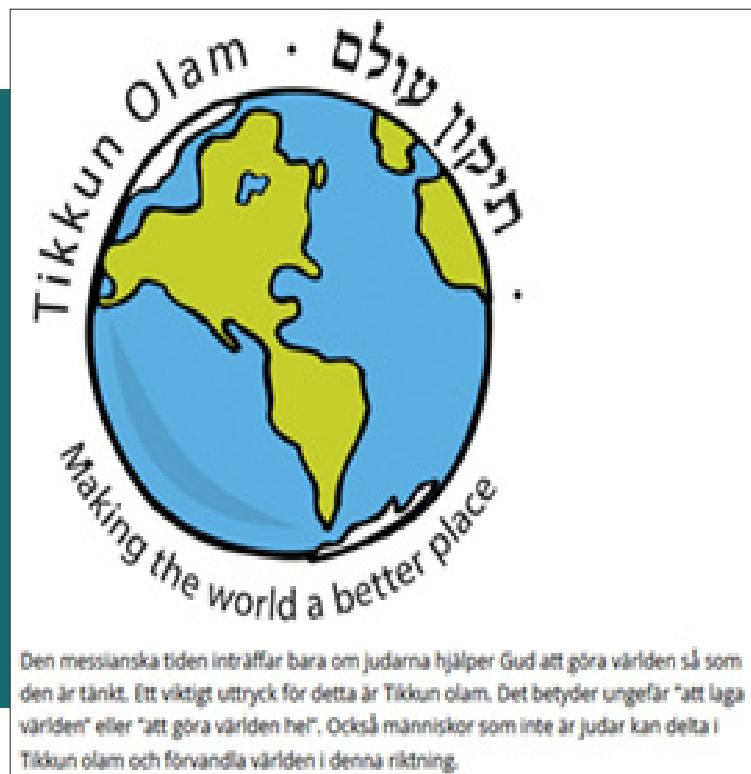 Tikkun Olam · תיקון עולם ·
Making the world a better place
Den messianska tiden inträffar bara om judarna hjälper Gud att göra världen så som
den är tänkt. Ett viktigt uttryck för detta är Tikkun olam. Det betyder ungefär "att laga
världen" eller "att göra världen hel". Också människor som inte är judar kan delta i
Tikkun olam och förvandla världen i denna riktning.